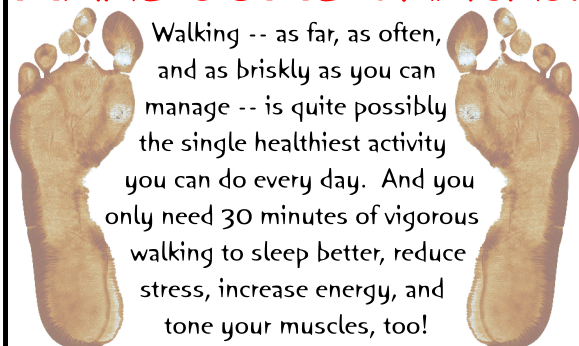 Walking -- as far, as often,
and as briskly as you can
manage -- is quite possibly
the single healthiest activity
you can do every day.  And you
only need 30 minutes of vigorous
walking to sleep better, reduce
stress, increase energy, and
tone your muscles, too!